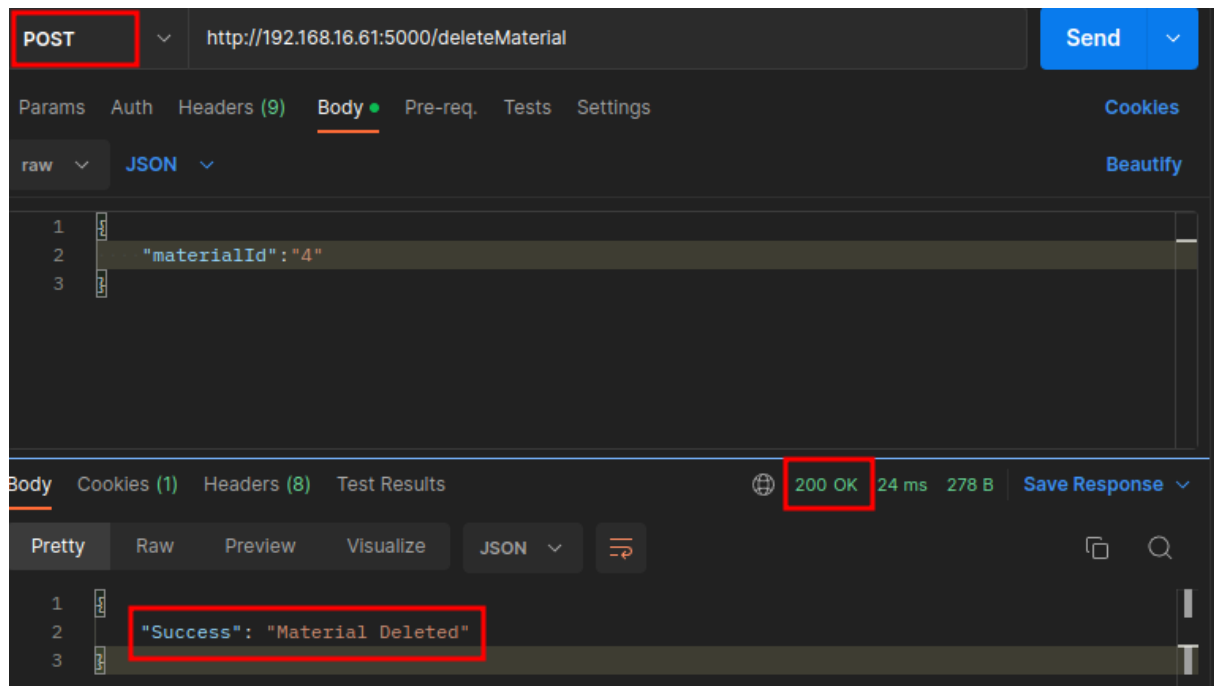 POST http://192.168.16.61:5000/deleteMaterial Send
Params Auth Headers (9) Body Pre-req. Tests Settings Cookies
raw JSON Beautify
1 {
2 "materialId":"4"
3 }
Body Cookies (1) Headers (8) Test Results 200 OK 24 ms 278 B Save Response
Pretty Raw Preview Visualize JSON
1 {
2 "Success": "Material Deleted"
3 }